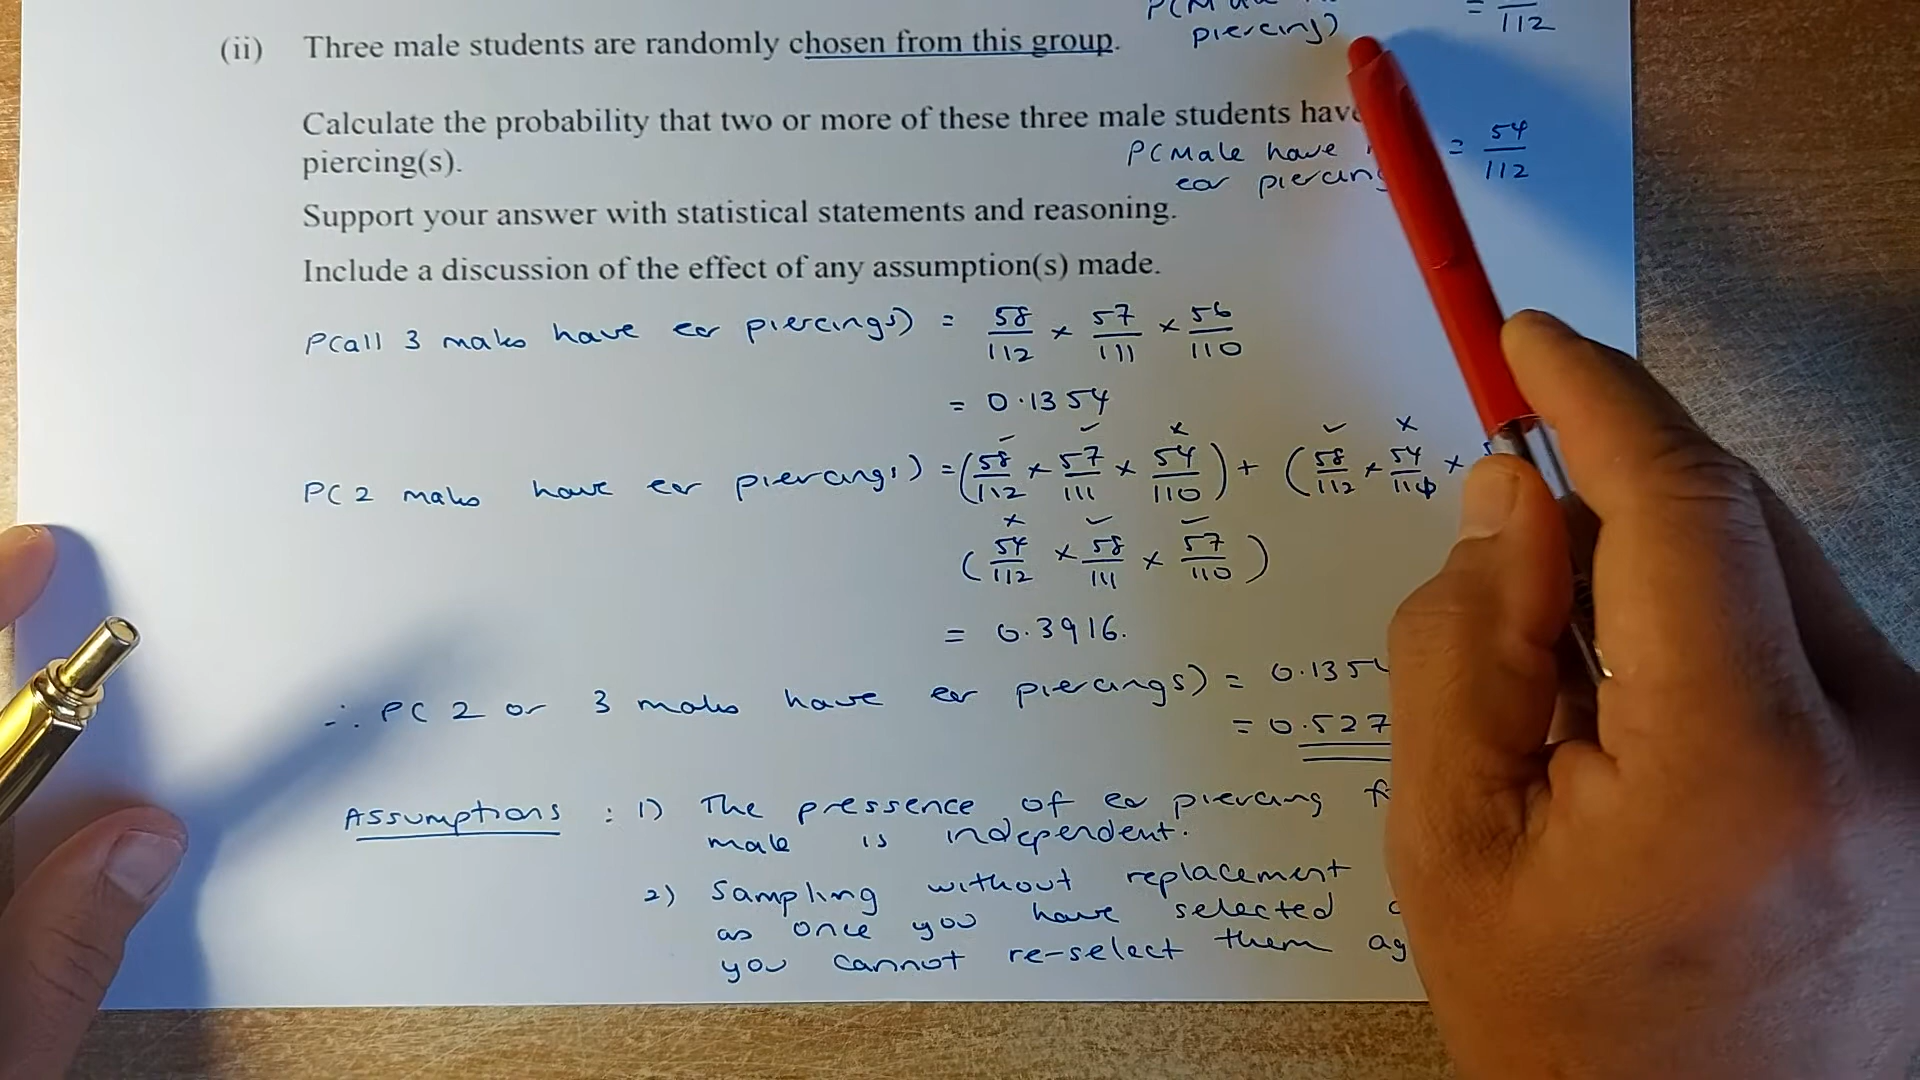 piercing) = /112
(ii) Three male students are randomly chosen from this group.
Calculate the probability that two or more of these three male students have
piercing(s).
P(Male have = 54/112
ear piercing
Support your answer with statistical statements and reasoning.
Include a discussion of the effect of any assumption(s) made.
P(all 3 males have ear piercings) = 58/112 × 57/111 × 56/110
= 0.1354
P(2 males have ear piercings) = (58/112 × 57/111 × 54/110) + (58/112 × 54/111 ×
(54/112 × 58/111 × 57/110)
= 0.3916.
∴ P(2 or 3 males have ear piercings) = 0.135
= 0.527
Assumptions : 1) The pressence of ear piercing
male is independent.
2) Sampling without replacement
as once you have selected
you cannot re-select them